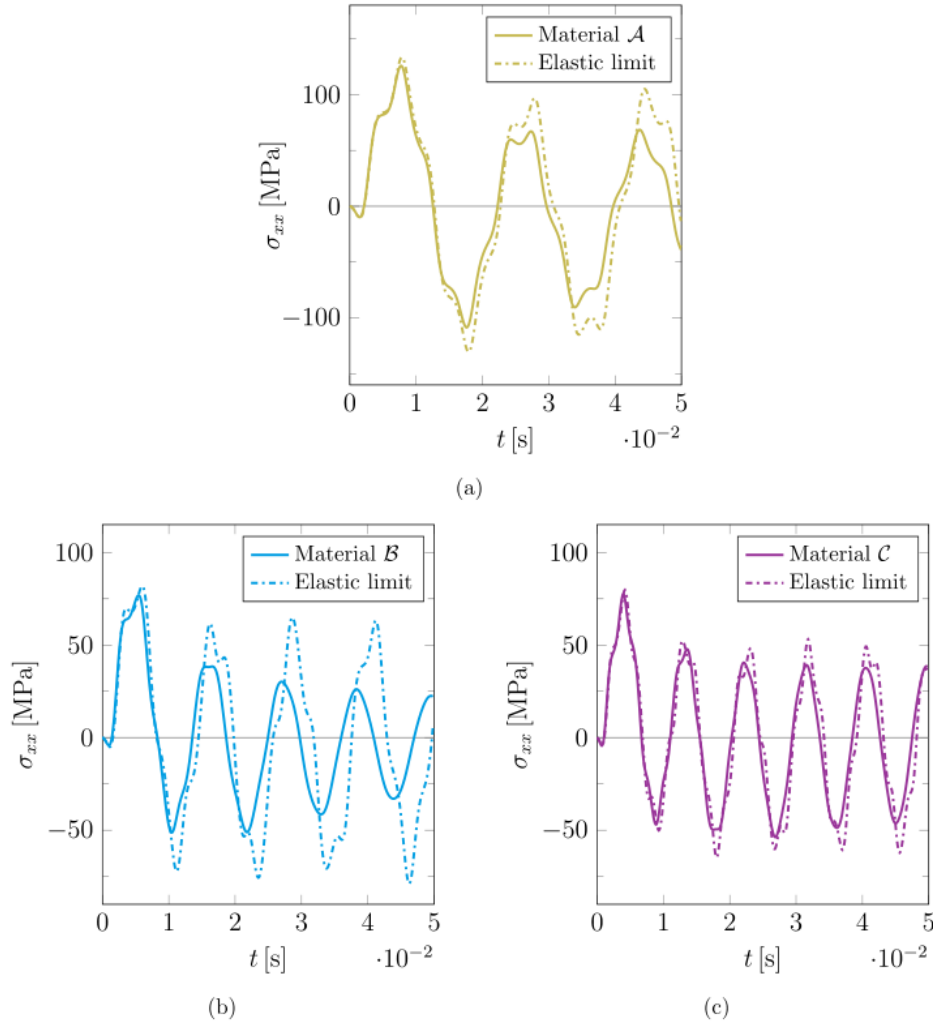 Material 𝒜
Elastic limit
100
0
−100
σxx [MPa]
0 1 2 3 4 5
t [s]
·10−2
(a)
Material ℬ
Elastic limit
100
50
0
−50
σxx [MPa]
0 1 2 3 4 5
t [s]
·10−2
(b)
Material 𝒞
Elastic limit
100
50
0
−50
σxx [MPa]
0 1 2 3 4 5
t [s]
·10−2
(c)